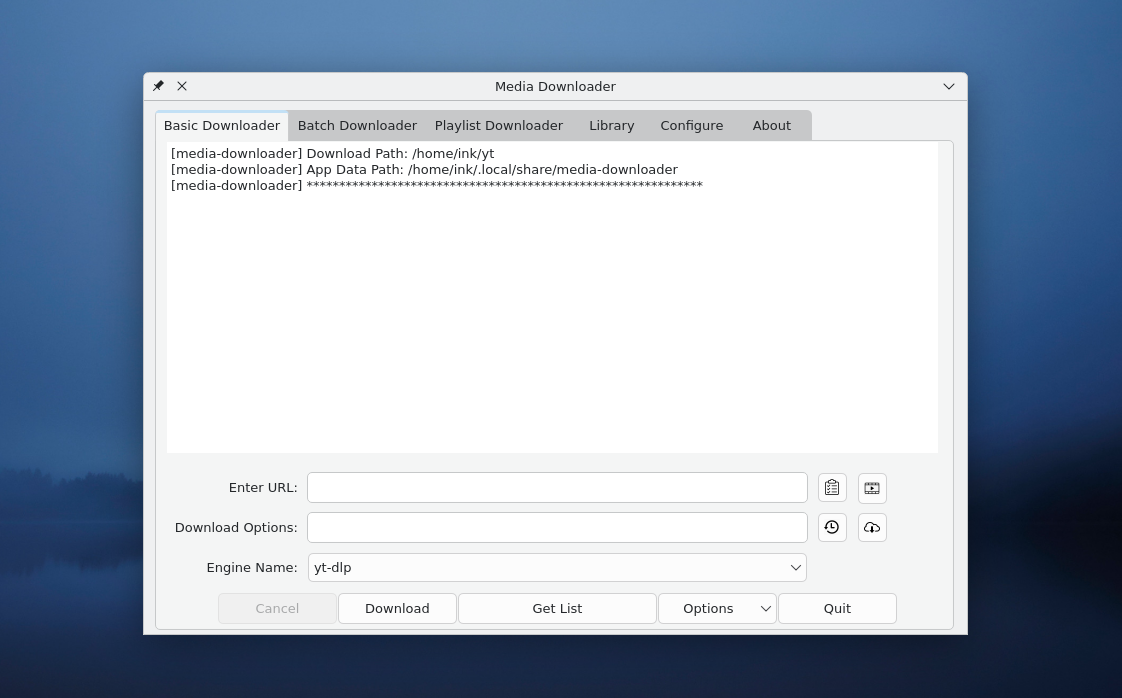 Media Downloader
Basic Downloader Batch Downloader Playlist Downloader Library Configure About
[media-downloader] Download Path: /home/ink/yt
[media-downloader] App Data Path: /home/ink/.local/share/media-downloader
[media-downloader] *************************************************************
Enter URL:
Download Options:
Engine Name: yt-dlp
Cancel Download Get List Options Quit